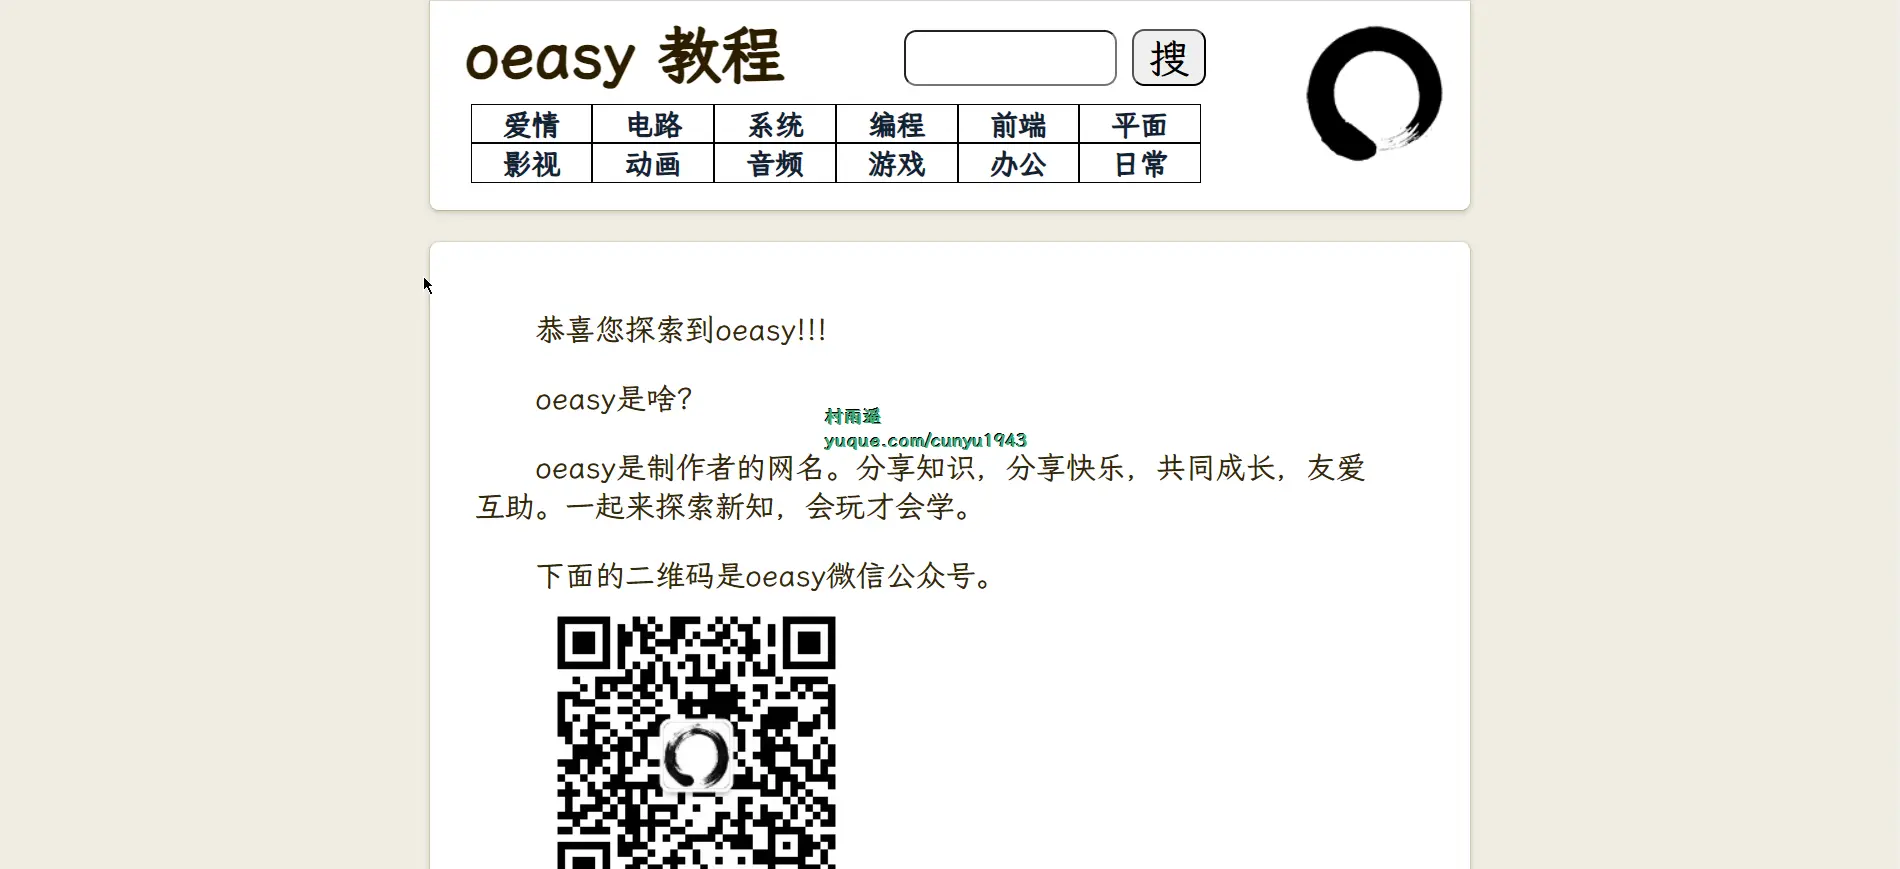 oeasy 教程
搜
爱情 电路 系统 编程 前端 平面
影视 动画 音频 游戏 办公 日常
恭喜您探索到oeasy!!!
oeasy是啥？
村雨遥
yuque.com/cunyu1943
oeasy是制作者的网名。分享知识，分享快乐，共同成长，友爱
互助。一起来探索新知，会玩才会学。
下面的二维码是oeasy微信公众号。